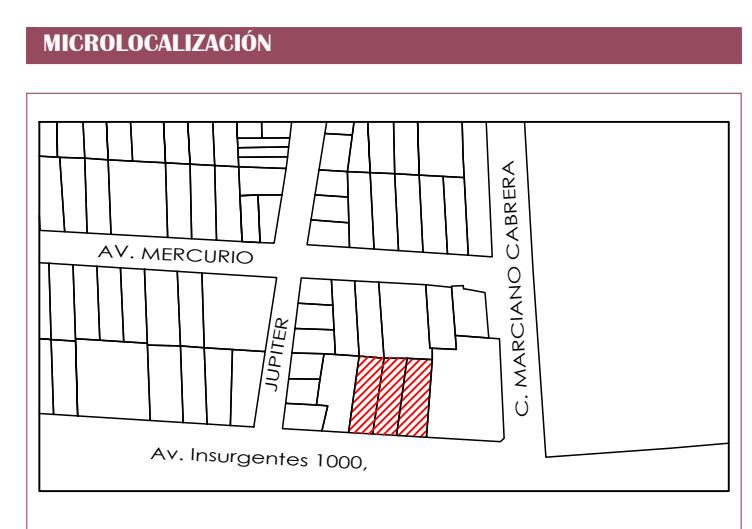 MICROLOCALIZACIÓN
AV. MERCURIO
JUPITER
C. MARCIANO CABRERA
Av. Insurgentes 1000,